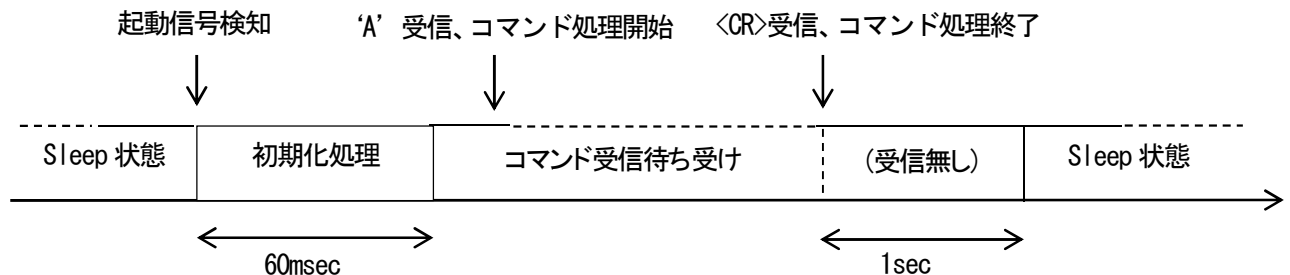 起動信号検知
‘A’ 受信、コマンド処理開始
<CR>受信、コマンド処理終了
Sleep 状態
初期化処理
コマンド受信待ち受け
(受信無し)
Sleep 状態
60msec
1sec